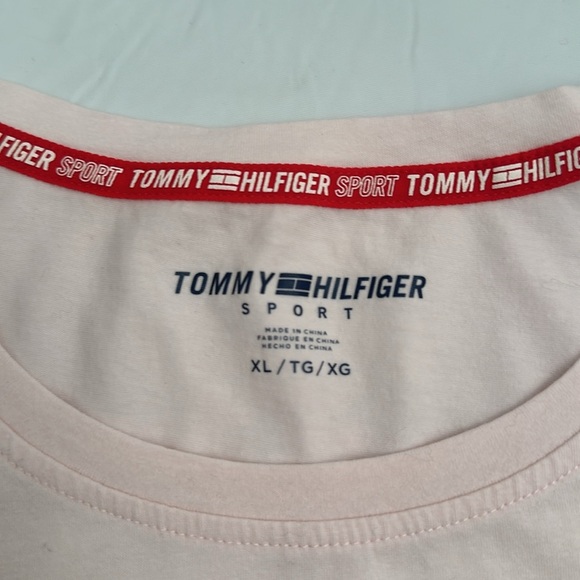 FIGER SPORT TOMMY HILFIGER SPORT TOMMY HILFIG
TOMMY HILFIGER
SPORT
MADE IN CHINA
FABRIQUE EN CHINE
HECHO EN CHINA
XL / TG / XG